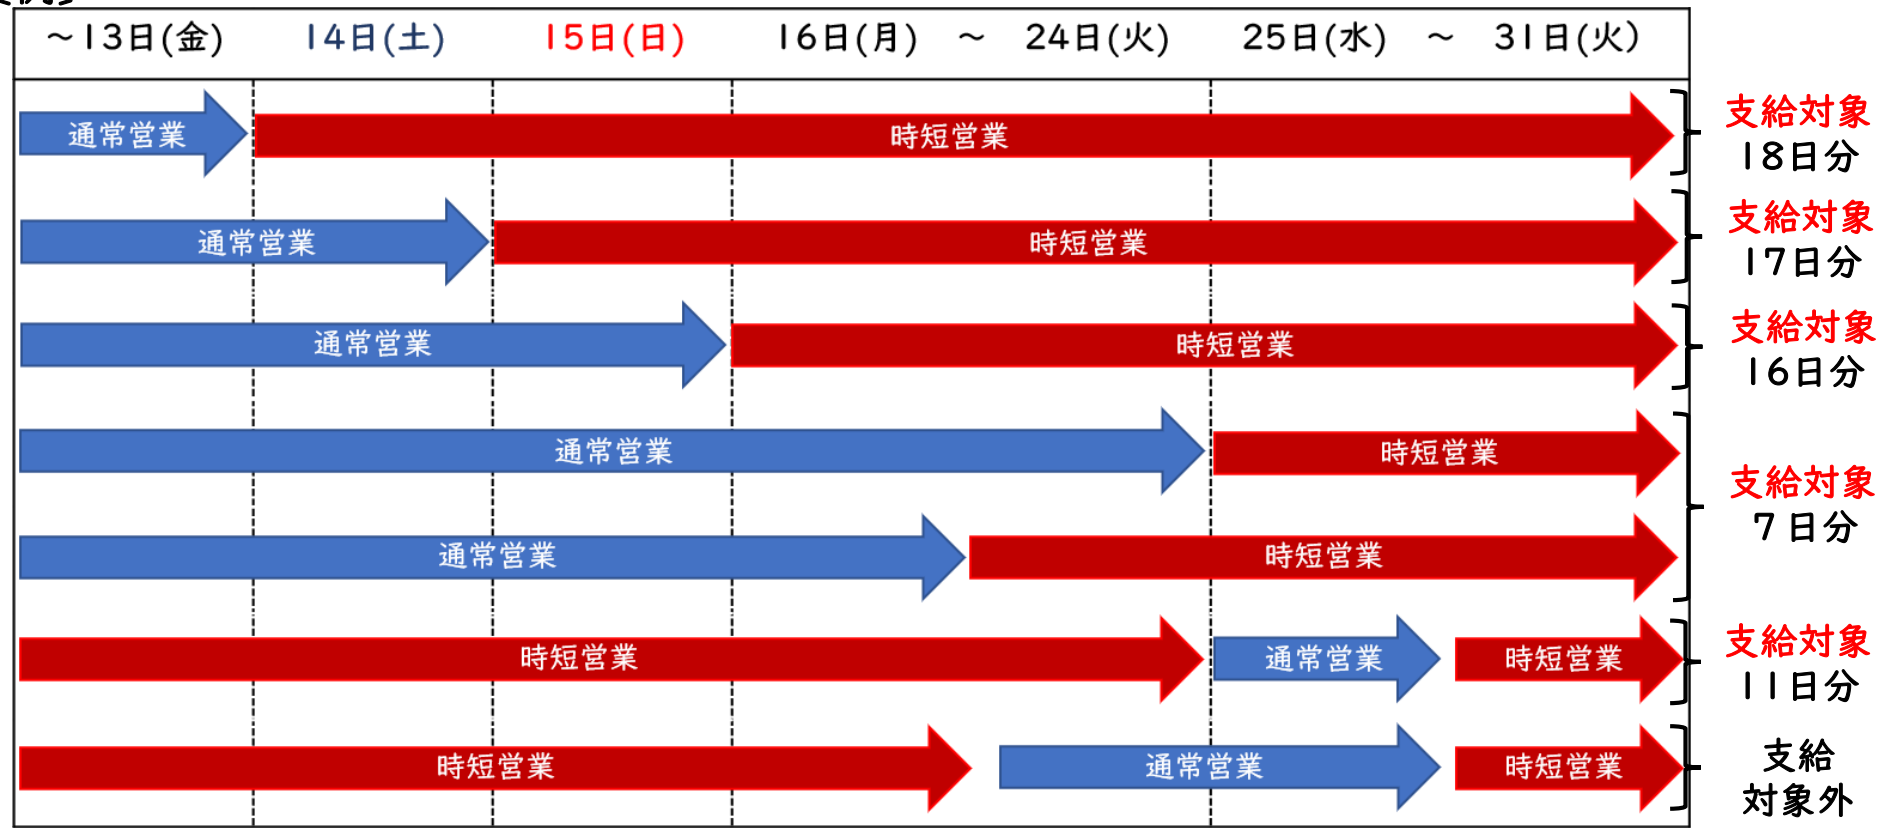 ～13日(金) 14日(土) 15日(日) 16日(月) ～ 24日(火) 25日(水) ～ 31日(火)
通常営業 時短営業
支給対象
18日分
通常営業 時短営業
支給対象
17日分
通常営業 時短営業
支給対象
16日分
通常営業 時短営業
通常営業 時短営業
支給対象
7日分
時短営業 通常営業 時短営業
支給対象
11日分
時短営業 通常営業 時短営業
支給
対象外